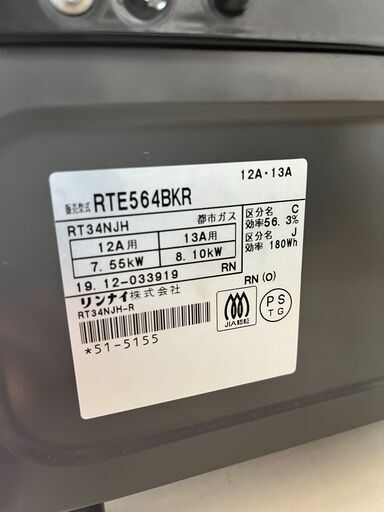 12A・13A
販売型式 RTE564BKR
RT34NJH 都市ガス
12A用 13A用
7.55kW 8.10kW
区分名 C
効率56.3%
区分名 J
効率 180Wh
19.12-033919 RN
リンナイ株式会社 RN(O)
RT34NJH-R
*51-5155
JIA認証
PS
TG